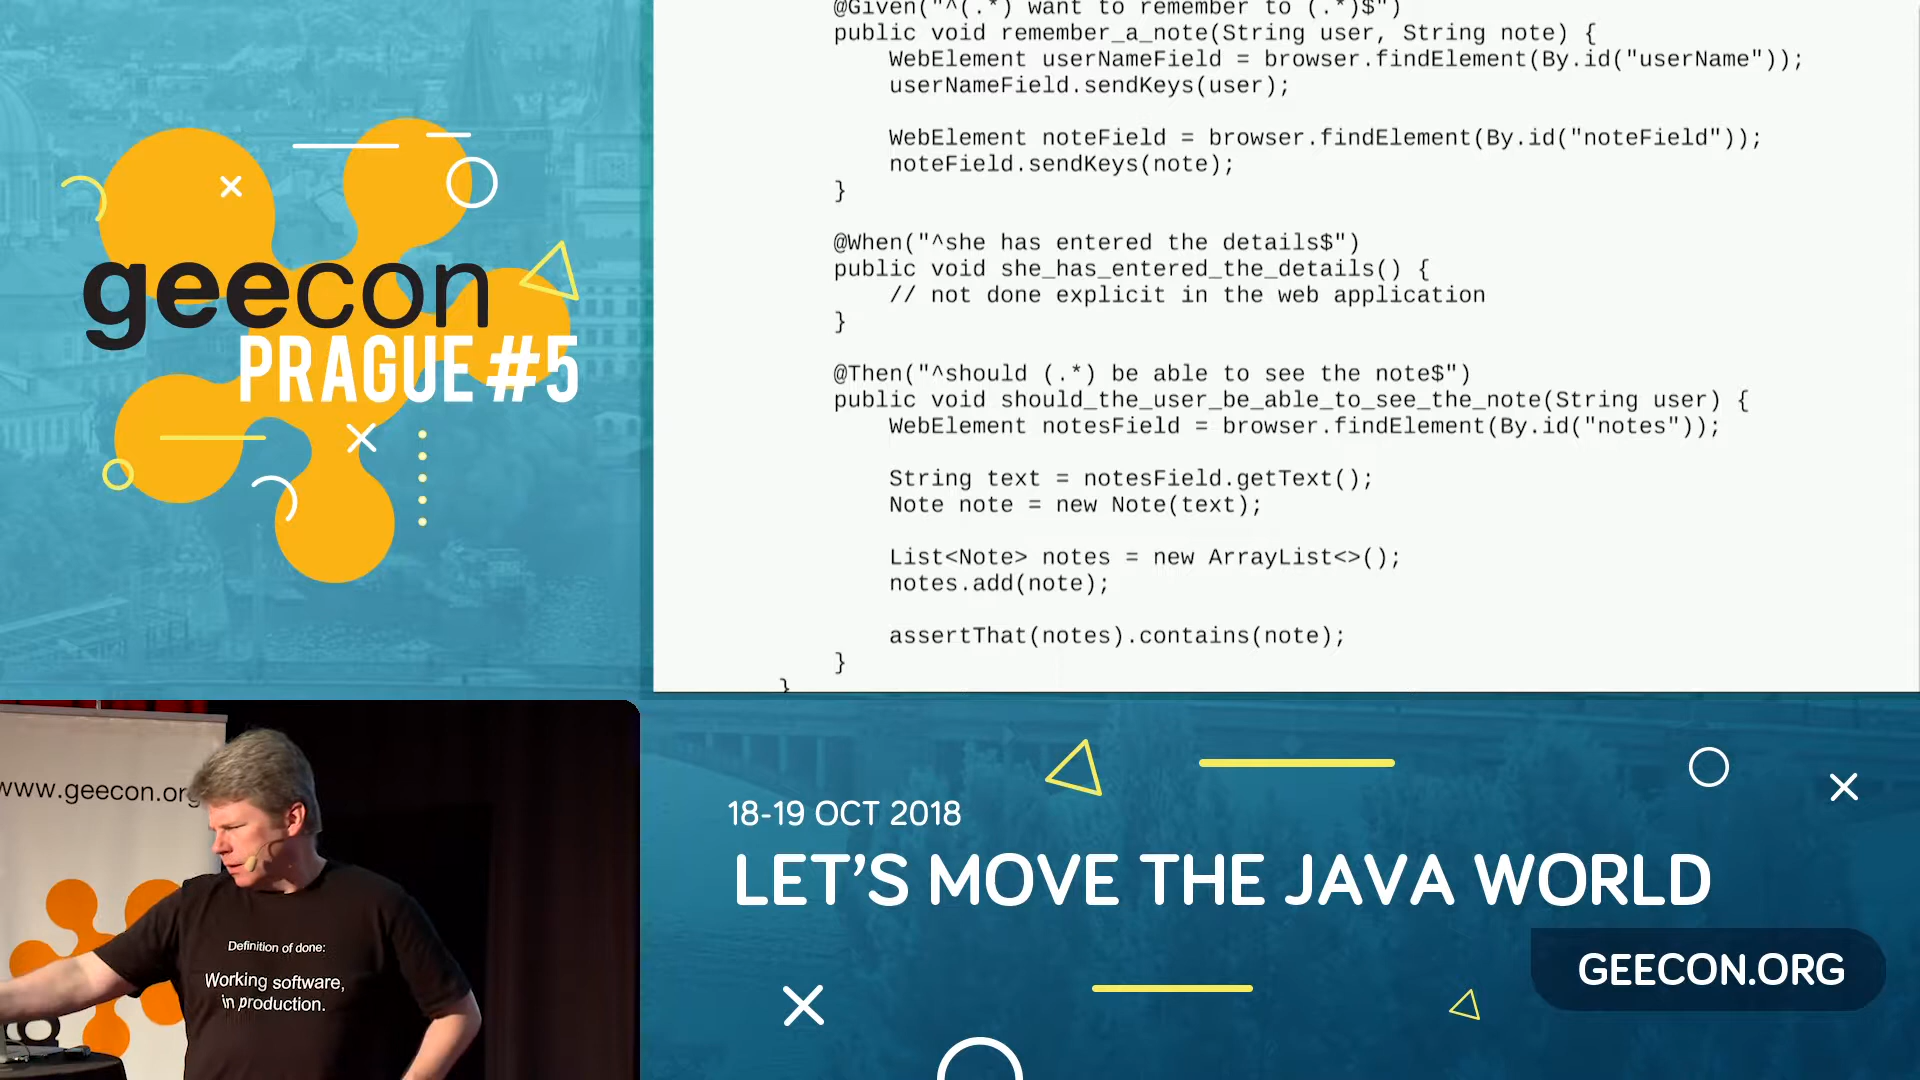 geecon
PRAGUE #5
@Given("^(.*) want to remember to (.*)$")
public void remember_a_note(String user, String note) {
WebElement userNameField = browser.findElement(By.id("userName"));
userNameField.sendKeys(user);
WebElement noteField = browser.findElement(By.id("noteField"));
noteField.sendKeys(note);
}
@When("^she has entered the details$")
public void she_has_entered_the_details() {
// not done explicit in the web application
}
@Then("^should (.*) be able to see the note$")
public void should_the_user_be_able_to_see_the_note(String user) {
WebElement notesField = browser.findElement(By.id("notes"));
String text = notesField.getText();
Note note = new Note(text);
List<Note> notes = new ArrayList<>();
notes.add(note);
assertThat(notes).contains(note);
}
}
www.geecon.org
Definition of done:
Working software,
in production.
18-19 OCT 2018
LET'S MOVE THE JAVA WORLD
GEECON.ORG